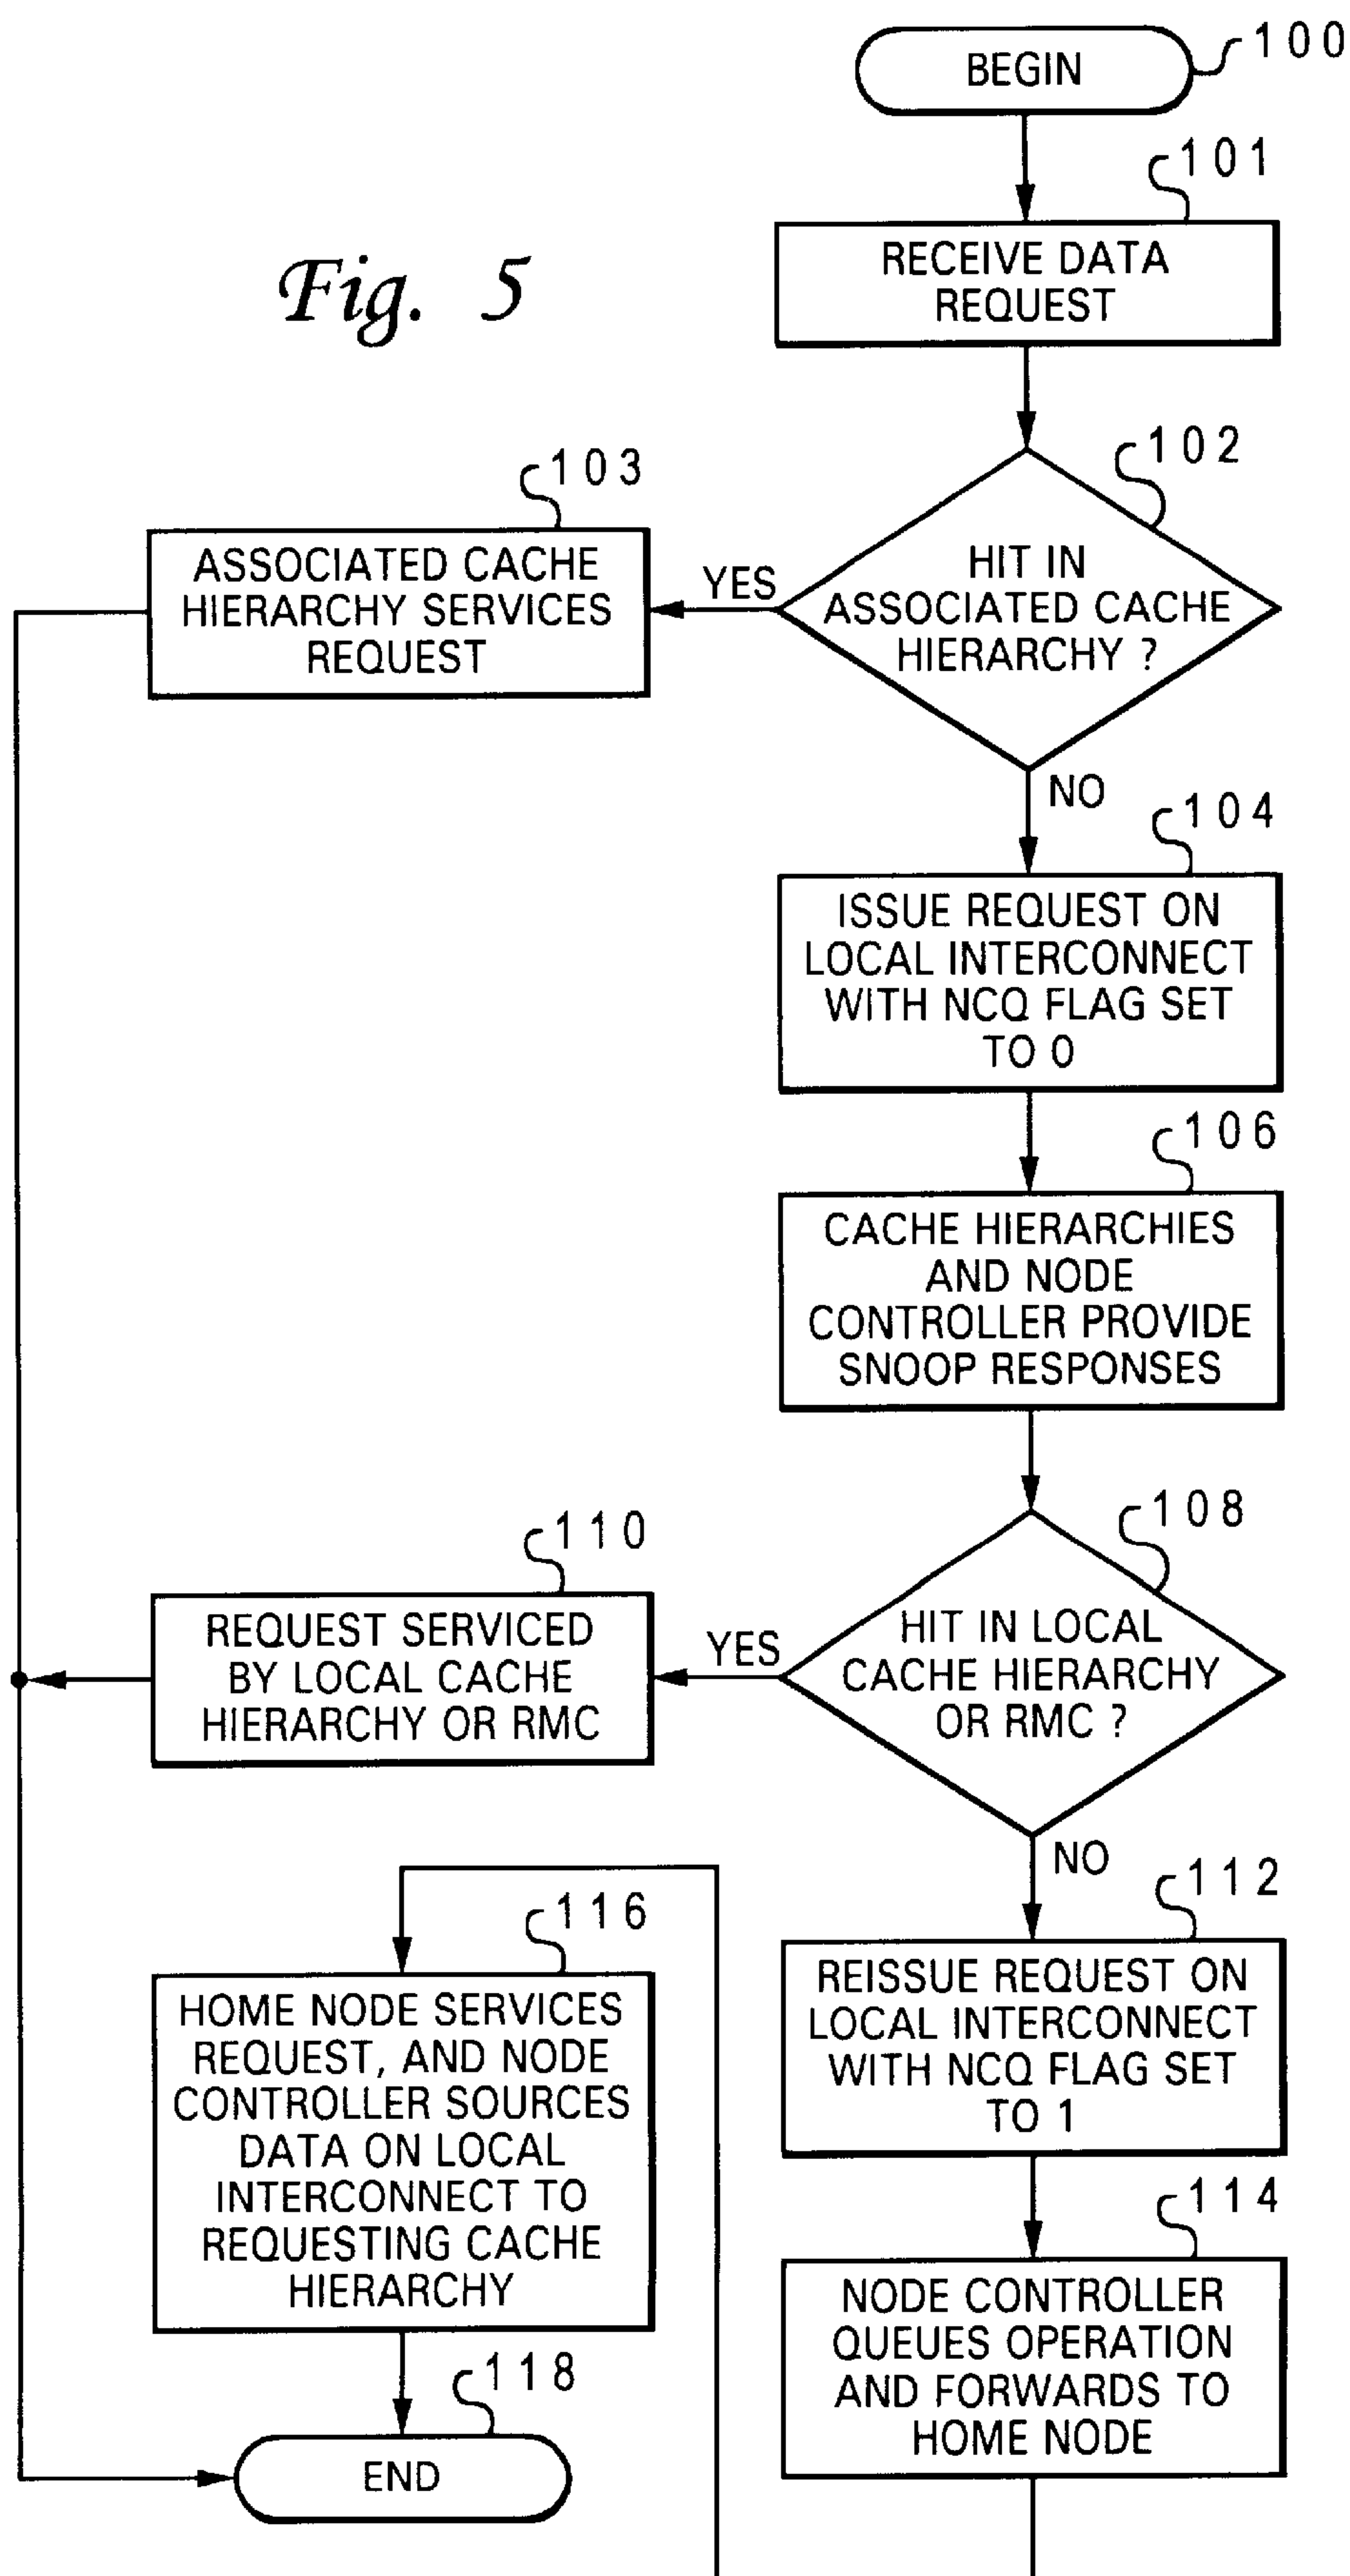 BEGIN
100
101
RECEIVE DATA
REQUEST
Fig. 5
102
HIT IN
ASSOCIATED CACHE
HIERARCHY ?
YES
103
ASSOCIATED CACHE
HIERARCHY SERVICES
REQUEST
NO
104
ISSUE REQUEST ON
LOCAL INTERCONNECT
WITH NCQ FLAG SET
TO 0
106
CACHE HIERARCHIES
AND NODE
CONTROLLER PROVIDE
SNOOP RESPONSES
108
HIT IN LOCAL
CACHE HIERARCHY
OR RMC ?
YES
110
REQUEST SERVICED
BY LOCAL CACHE
HIERARCHY OR RMC
NO
112
REISSUE REQUEST ON
LOCAL INTERCONNECT
WITH NCQ FLAG SET
TO 1
114
NODE CONTROLLER
QUEUES OPERATION
AND FORWARDS TO
HOME NODE
116
HOME NODE SERVICES
REQUEST, AND NODE
CONTROLLER SOURCES
DATA ON LOCAL
INTERCONNECT TO
REQUESTING CACHE
HIERARCHY
118
END